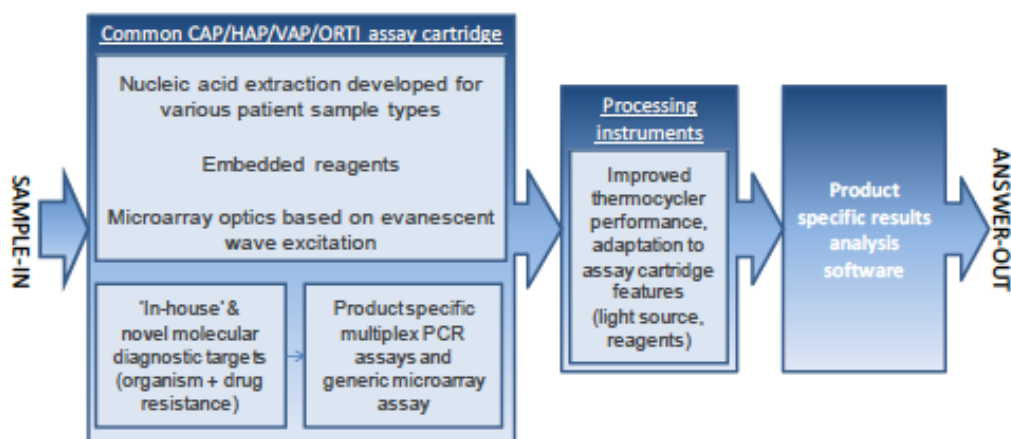 SAMPLE-IN
Common CAP/HAP/VAP/ORTI assay cartridge
Nucleic acid extraction developed for
various patient sample types
Embedded reagents
Microarray optics based on evanescent
wave excitation
'In-house' &
novel molecular
diagnostic targets
(organism + drug
resistance)
Product specific
multiplex PCR
assays and
generic microarray
assay
Processing
instruments
Improved
thermocycler
performance,
adaptation to
assay cartridge
features
(light source,
reagents)
Product
specific results
analysis
software
ANSWER-OUT